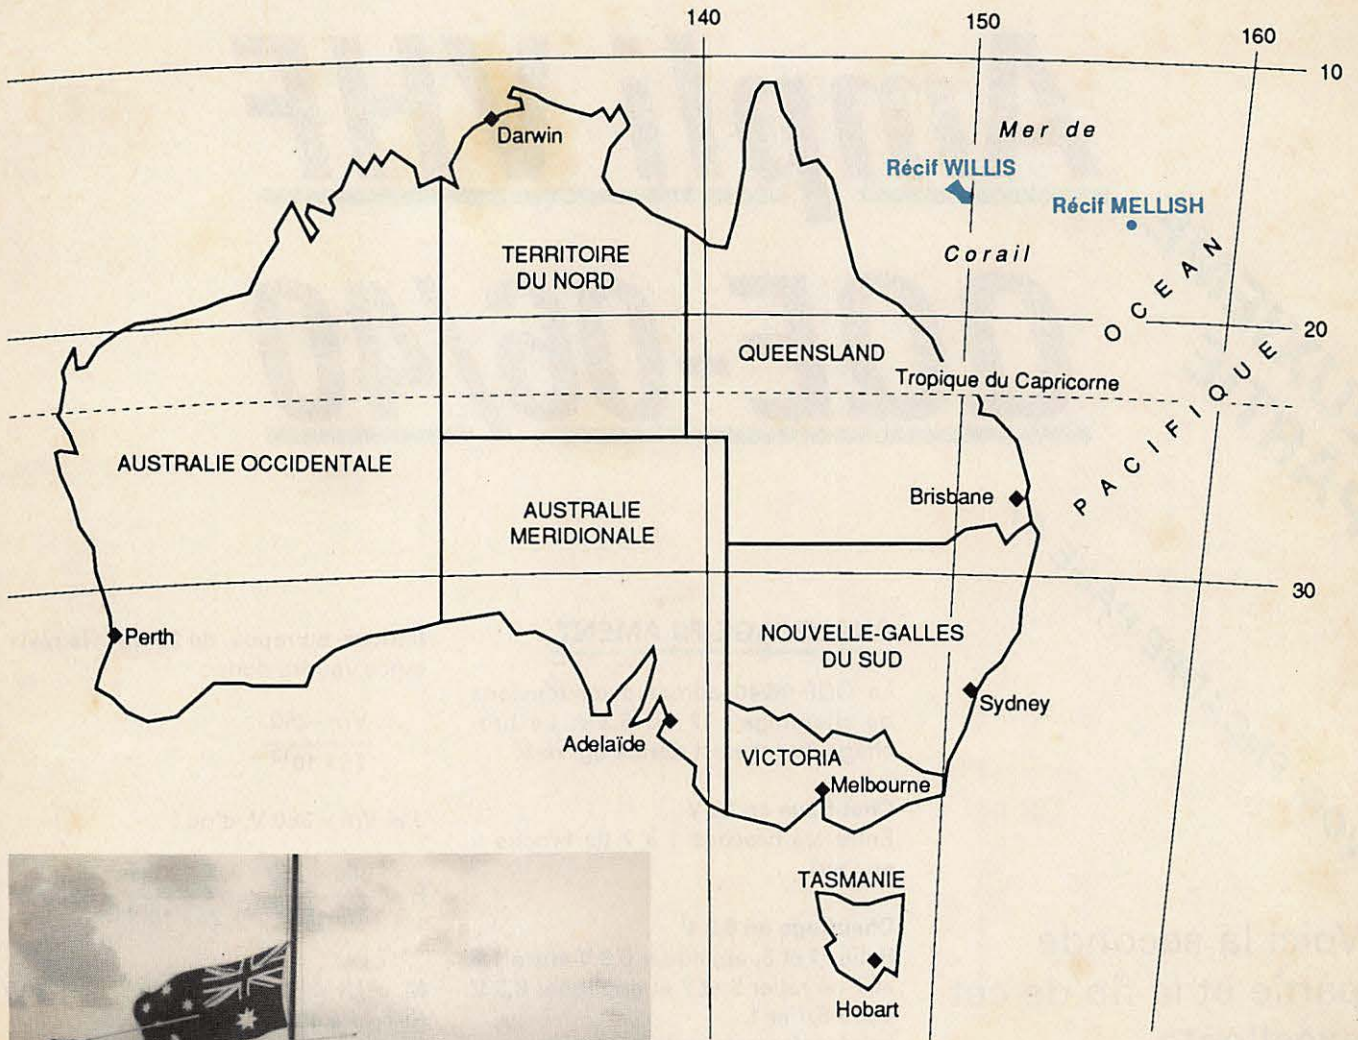 140
150
160
10
Mer de
Darwin
Récif WILLIS
Récif MELLISH
Corail
TERRITOIRE
DU NORD
OCEAN
20
QUEENSLAND
Tropique du Capricorne
PACIFIQUE
AUSTRALIE OCCIDENTALE
Brisbane
AUSTRALIE
MERIDIONALE
30
Perth
NOUVELLE-GALLES
DU SUD
Sydney
Adelaïde
VICTORIA
Melbourne
TASMANIE
Hobart